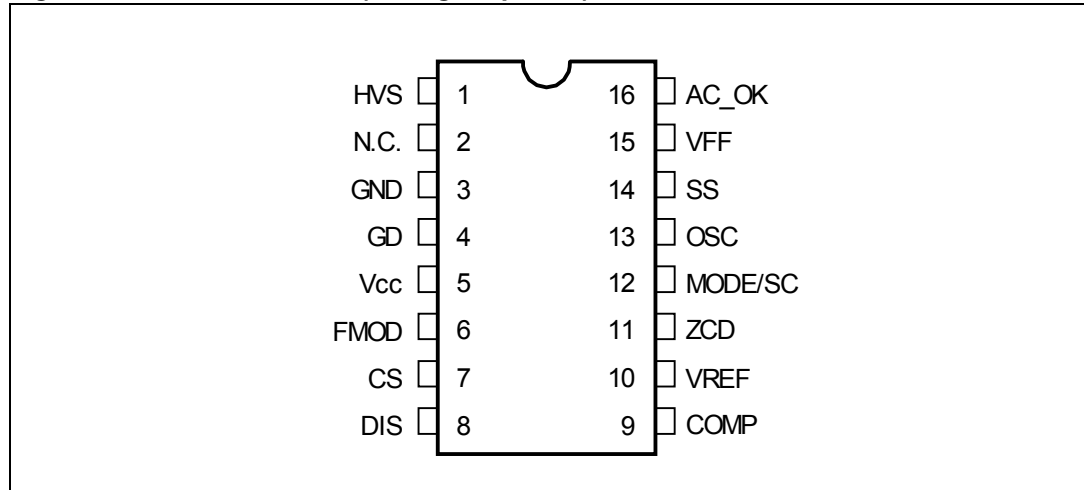 HVS 1 16 AC_OK
N.C. 2 15 VFF
GND 3 14 SS
GD 4 13 OSC
Vcc 5 12 MODE/SC
FMOD 6 11 ZCD
CS 7 10 VREF
DIS 8 9 COMP